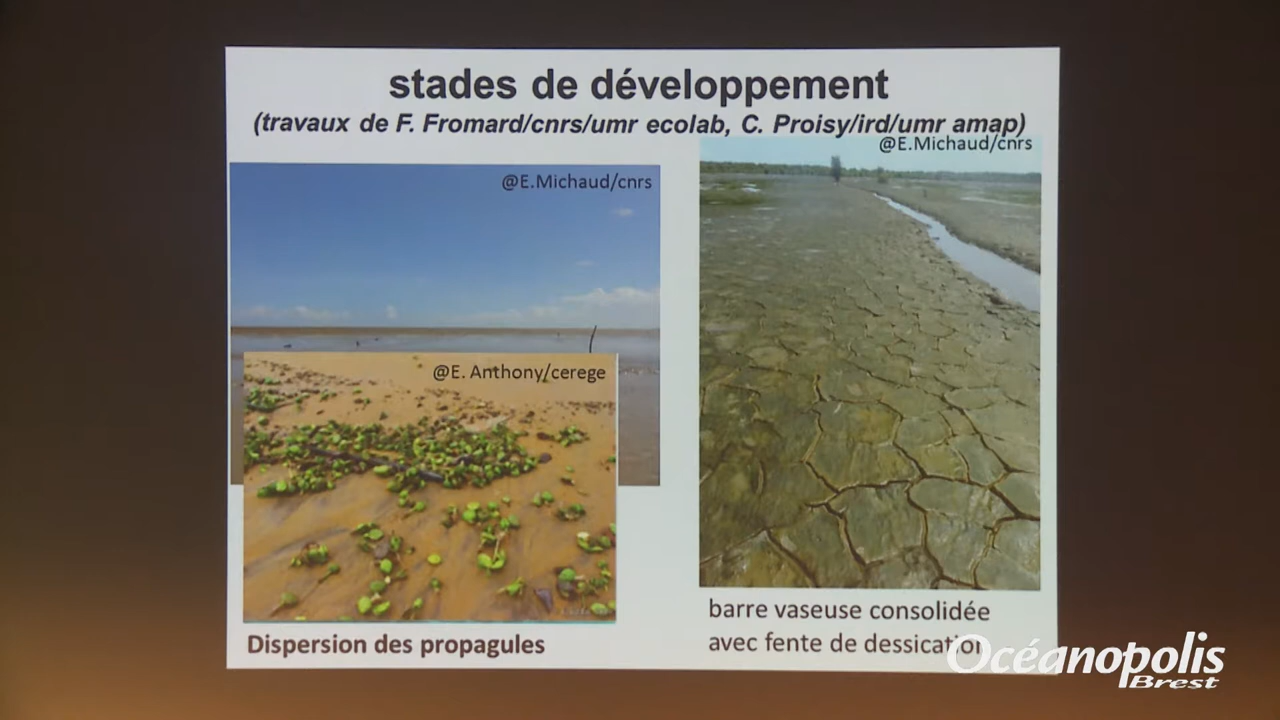 stades de développement
(travaux de F. Fromard/cnrs/umr ecolab, C. Proisy/ird/umr amap)
@E.Michaud/cnrs
@E.Michaud/cnrs
@E. Anthony/cerege
Dispersion des propagules
barre vaseuse consolidée
avec fente de dessication
Océanopolis
Brest